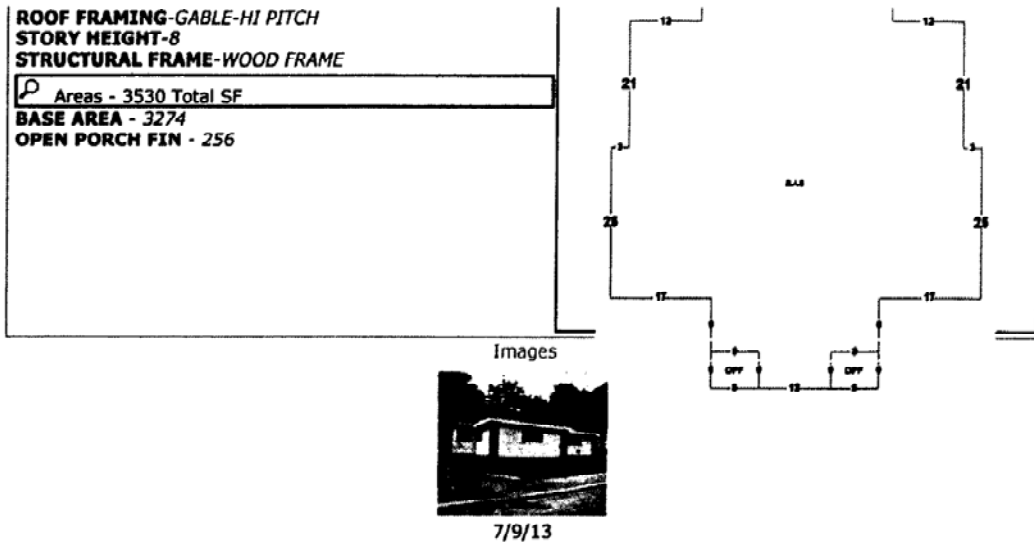 ROOF FRAMING-GABLE-HI PITCH
STORY HEIGHT-8
STRUCTURAL FRAME-WOOD FRAME
Areas - 3530 Total SF
BASE AREA - 3274
OPEN PORCH FIN - 256
12 12
21 21
3 3
25 25
17 17
OPF OPF
12
Images
7/9/13